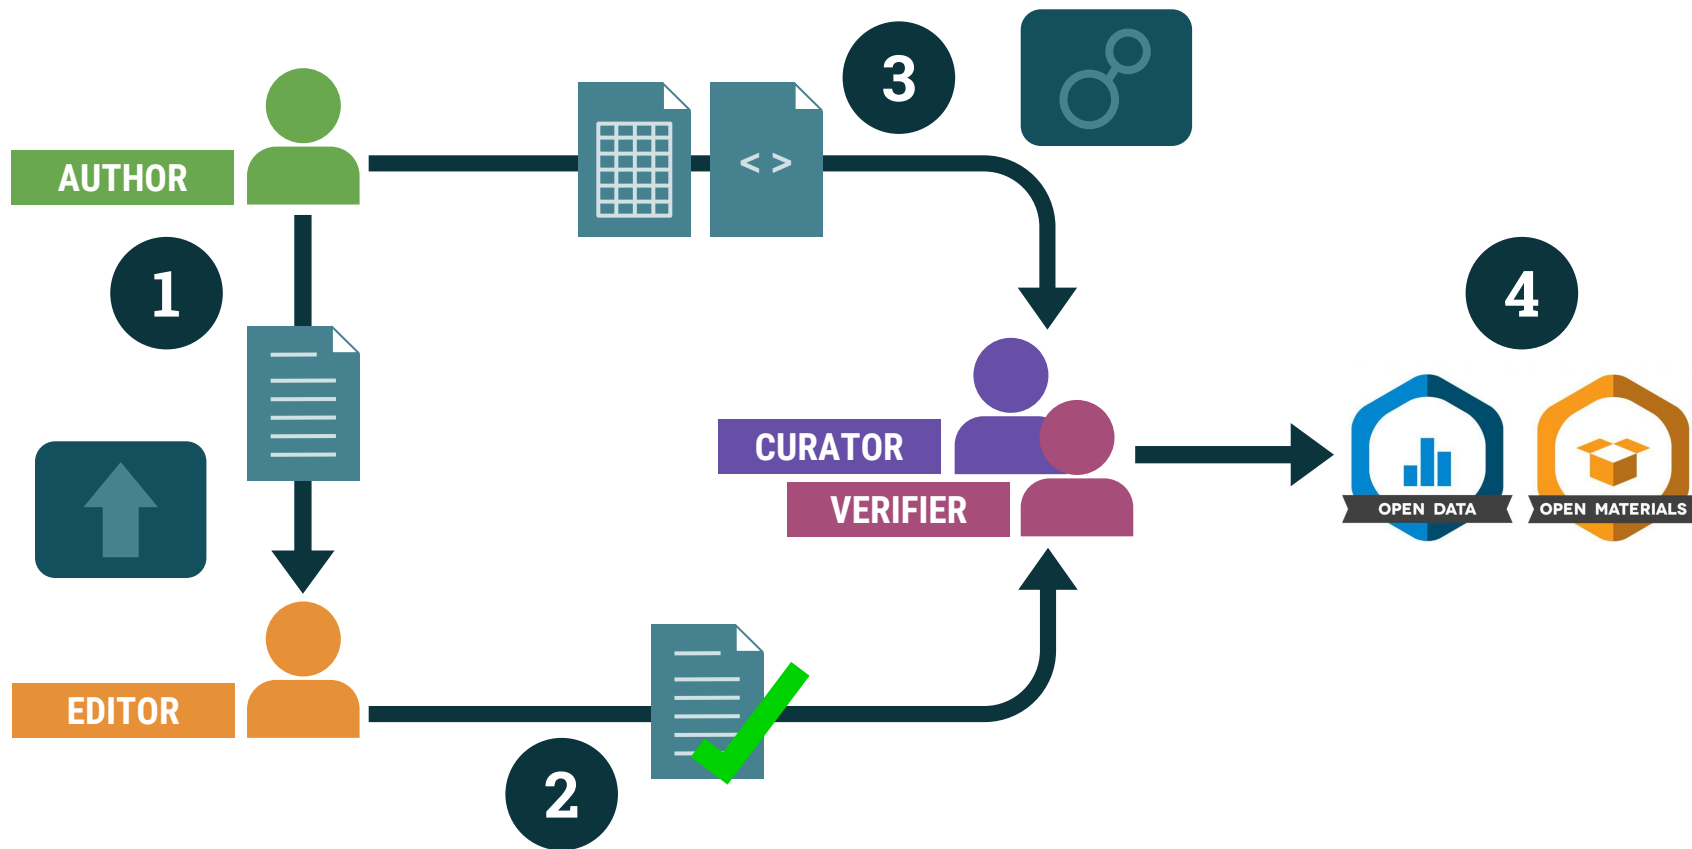 3
AUTHOR
< >
1
4
CURATOR
OPEN DATA
OPEN MATERIALS
VERIFIER
EDITOR
2